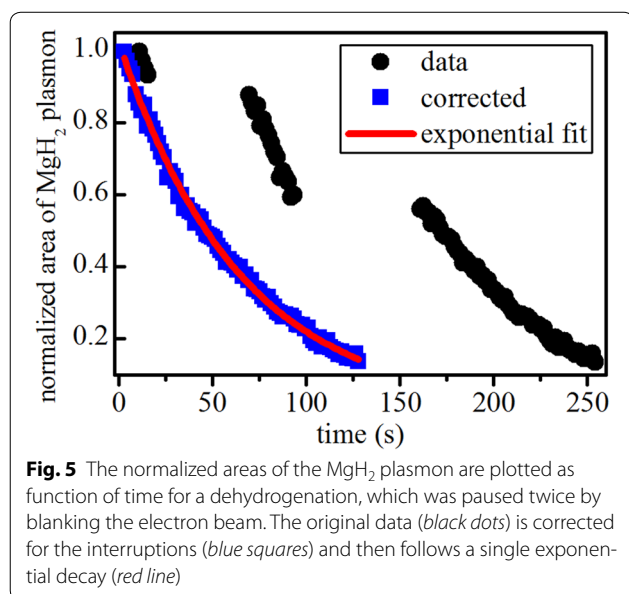 normalized area of MgH₂ plasmon
1.0
0.8
0.6
0.4
0.2
data
corrected
exponential fit
0 50 100 150 200 250
time (s)
Fig. 5 The normalized areas of the MgH₂ plasmon are plotted as
function of time for a dehydrogenation, which was paused twice by
blanking the electron beam. The original data (black dots) is corrected
for the interruptions (blue squares) and then follows a single exponen-
tial decay (red line)